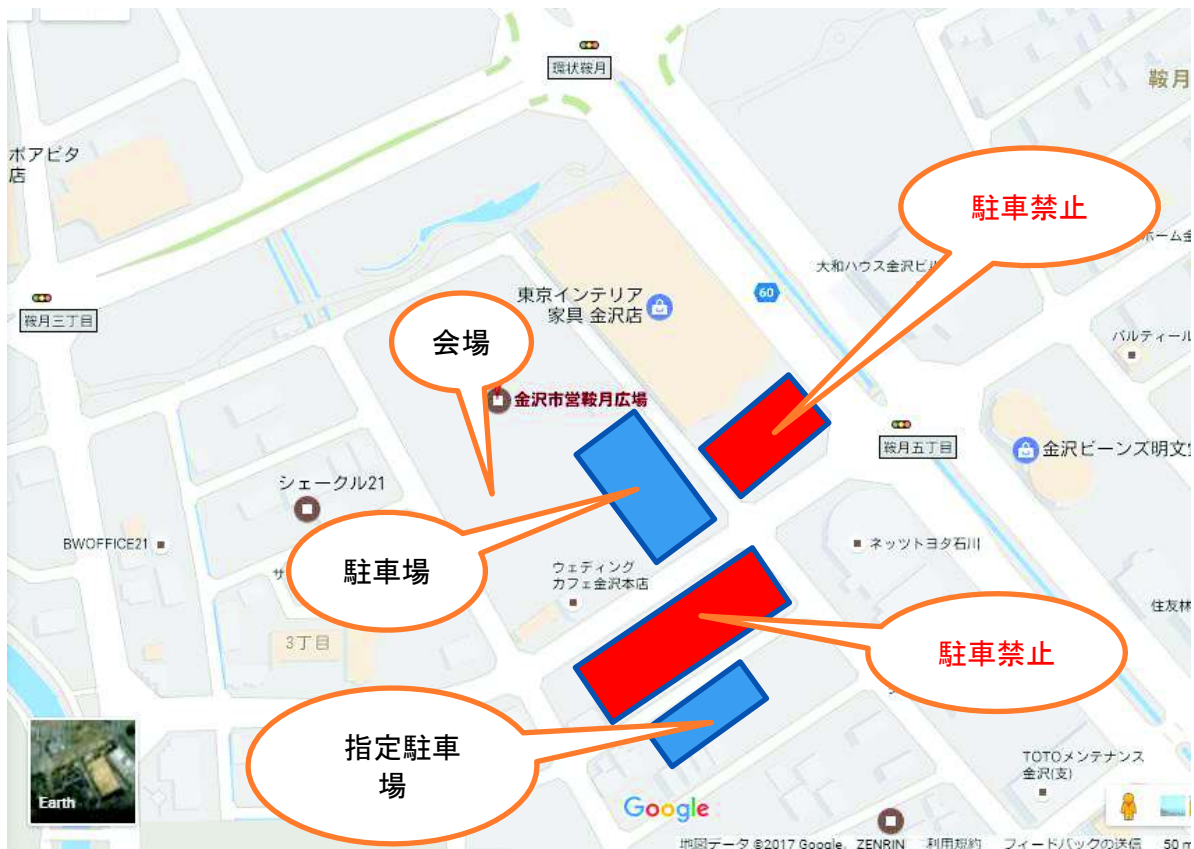 環状鞍月
鞍月
ポアピタ
店
駐車禁止
ホーム金
大和ハウス金沢ビル
東京インテリア
家具 金沢店
60
鞍月三丁目
会場
バルティール
金沢市営鞍月広場
鞍月五丁目
金沢ビーンズ明文堂
シェークル21
BWOFFICE21
駐車場
ネッツトヨタ石川
ウェディング
カフェ金沢本店
サ
住友林
3丁目
駐車禁止
指定駐車
場
TOTOメンテナンス
金沢(支)
Earth
Google
地図データ ©2017 Google、ZENRIN 利用規約 フィードバックの送信 50 m